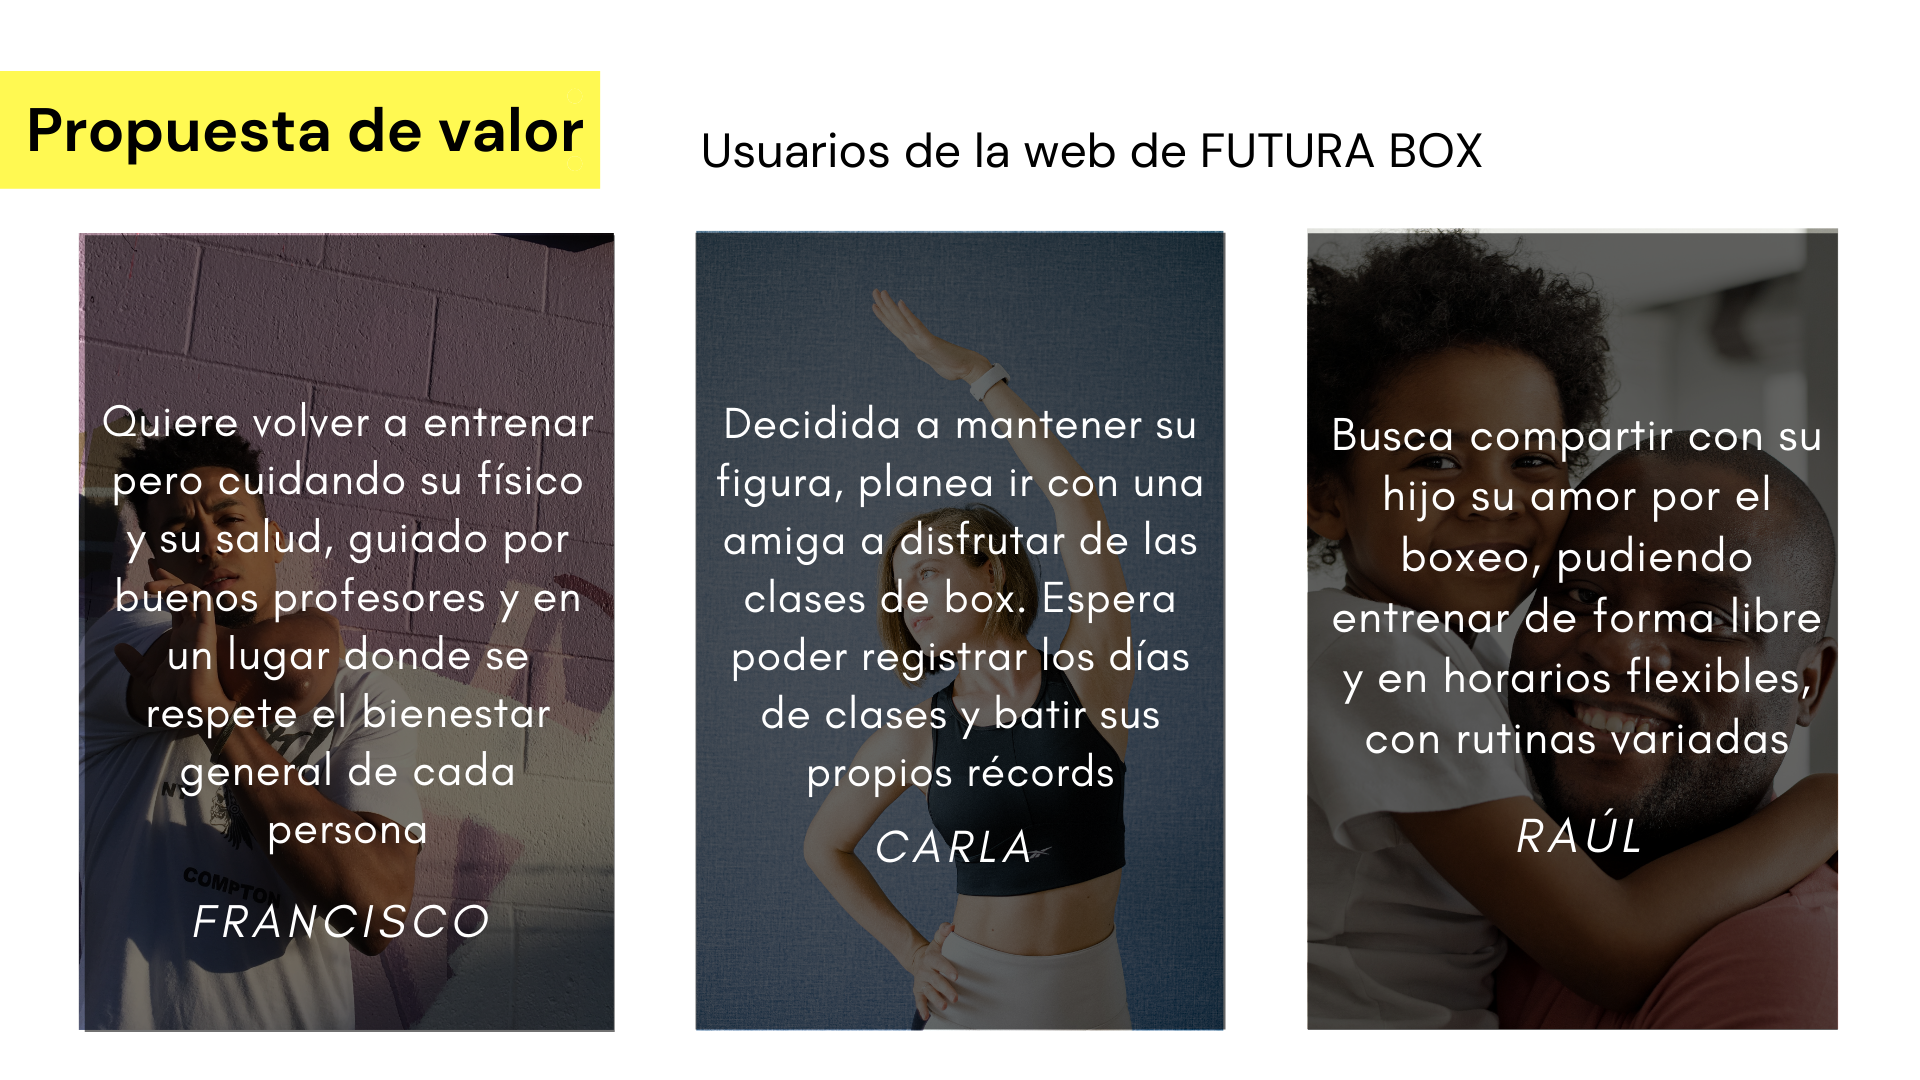 Propuesta de valor
Usuarios de la web de FUTURA BOX
Quiere volver a entrenar
pero cuidando su físico
y su salud, guiado por
buenos profesores y en
un lugar donde se
respete el bienestar
general de cada
persona
FRANCISCO
COMPTON
Decidida a mantener su
figura, planea ir con una
amiga a disfrutar de las
clases de box. Espera
poder registrar los días
de clases y batir sus
propios récords
CARLA
Busca compartir con su
hijo su amor por el
boxeo, pudiendo
entrenar de forma libre
y en horarios flexibles,
con rutinas variadas
RAÚL